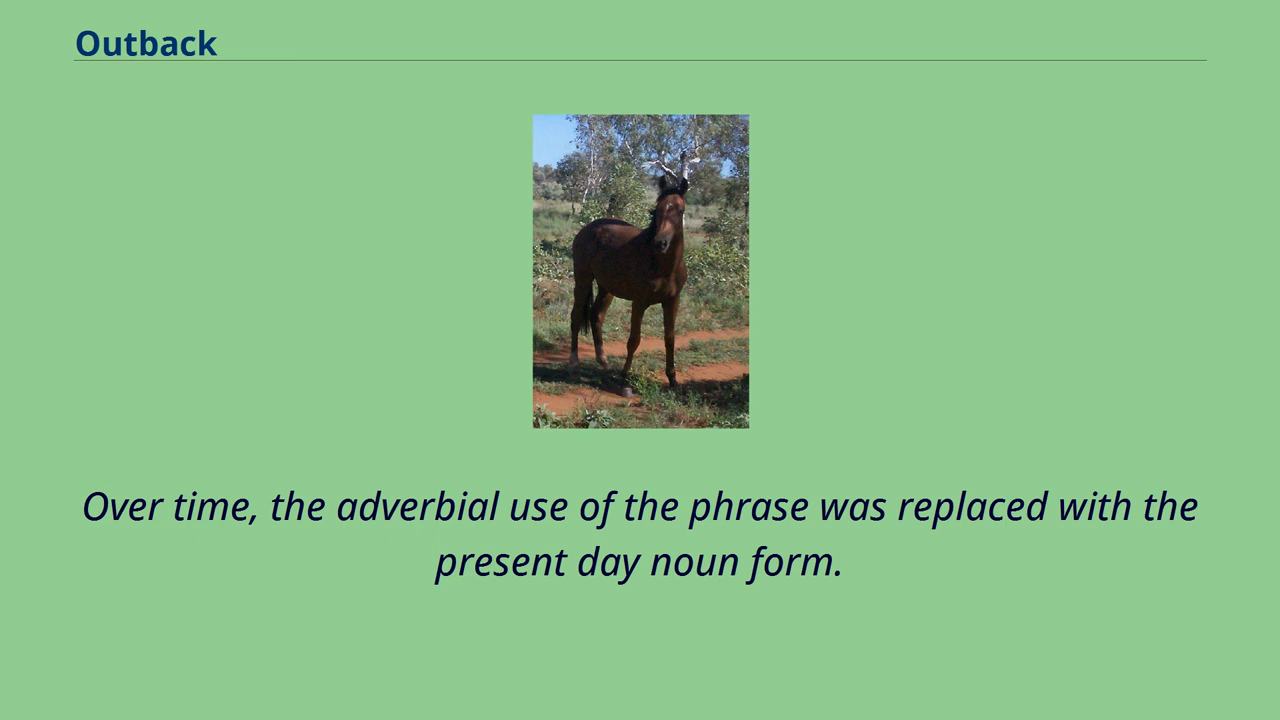 Outback
Over time, the adverbial use of the phrase was replaced with the
present day noun form.